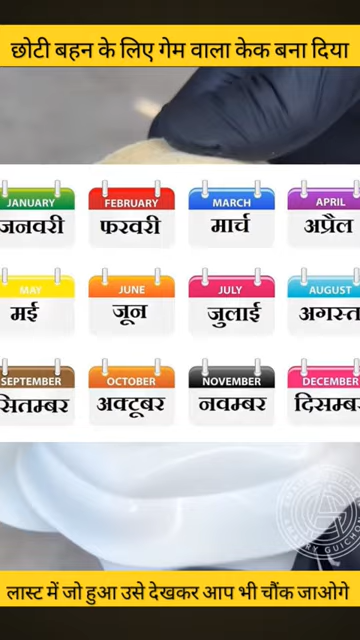 छोटी बहन के लिए गेम वाला केक बना दिया
JANUARY FEBRUARY MARCH APRIL
जनवरी फरवरी मार्च अप्रैल
MAY JUNE JULY AUGUST
मई जून जुलाई अगस्त
SEPTEMBER OCTOBER NOVEMBER DECEMBER
सितम्बर अक्टूबर नवम्बर दिसम्बर
लास्ट में जो हुआ उसे देखकर आप भी चौंक जाओगे